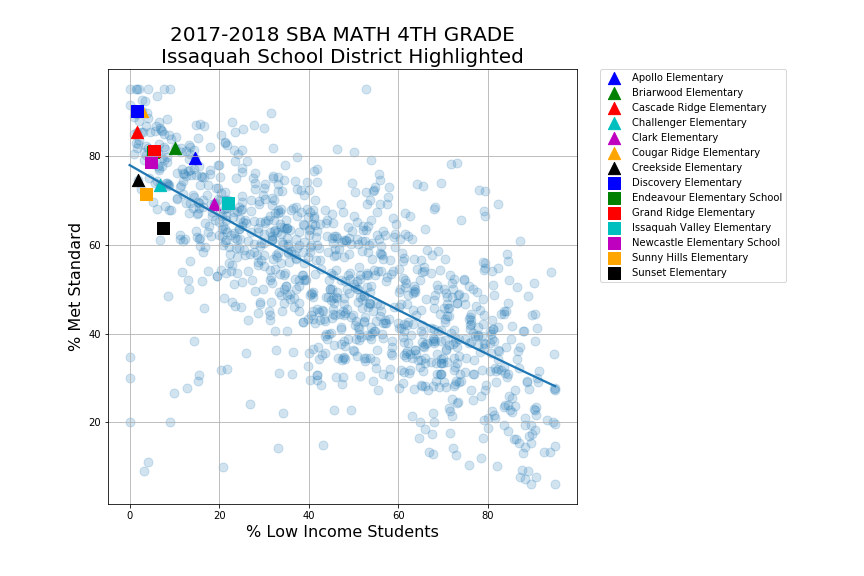 2017-2018 SBA MATH 4TH GRADE
Issaquah School District Highlighted
% Met Standard
80
60
40
20
0
20
40
60
80
% Low Income Students
Apollo Elementary
Briarwood Elementary
Cascade Ridge Elementary
Challenger Elementary
Clark Elementary
Cougar Ridge Elementary
Creekside Elementary
Discovery Elementary
Endeavour Elementary School
Grand Ridge Elementary
Issaquah Valley Elementary
Newcastle Elementary School
Sunny Hills Elementary
Sunset Elementary